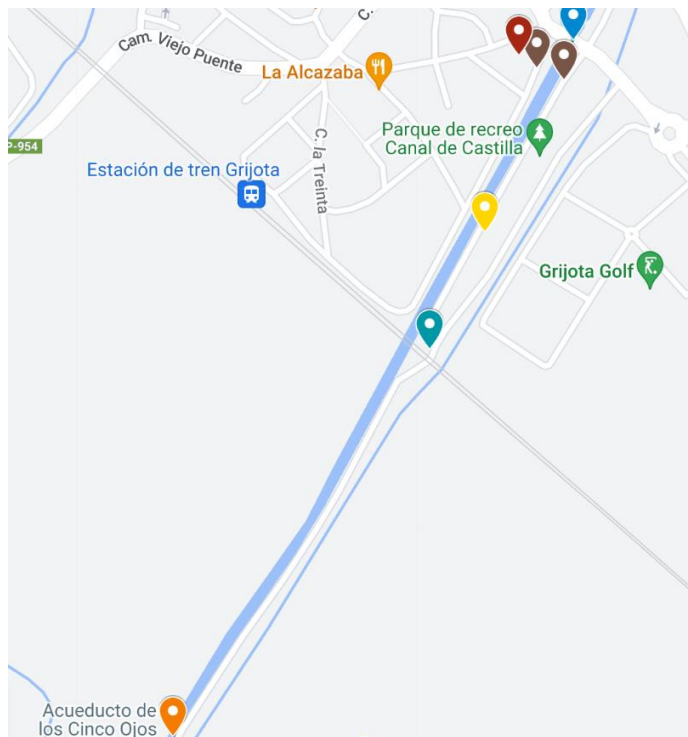 C.
Cam. Viejo Puente
La Alcazaba
Parque de recreo
Canal de Castilla
P-954
C. la Treinta
Estación de tren Grijota
Grijota Golf
Acueducto de
los Cinco Ojos